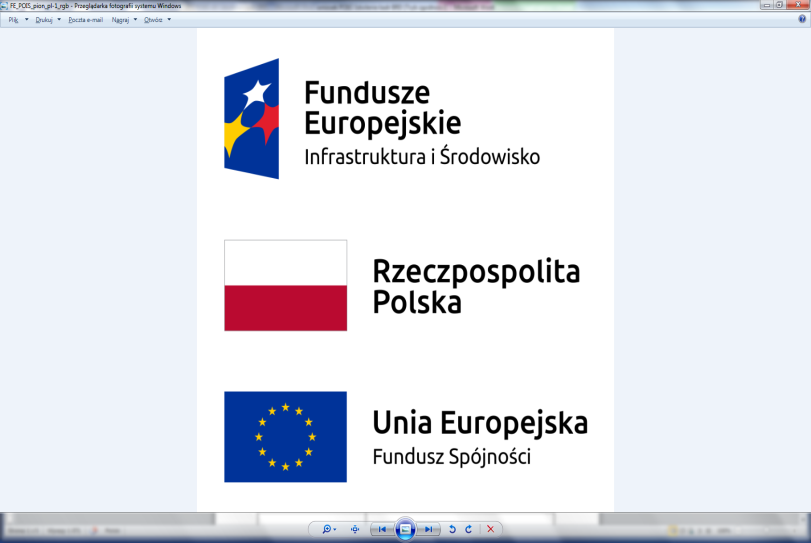 FE_POIS_pion_pl-1_rgb - Przeglądarka fotografii systemu Windows
Plik Drukuj Poczta e-mail Nagraj Otwórz
Fundusze
Europejskie
Infrastruktura i Środowisko
Rzeczpospolita
Polska
Unia Europejska
Fundusz Spójności